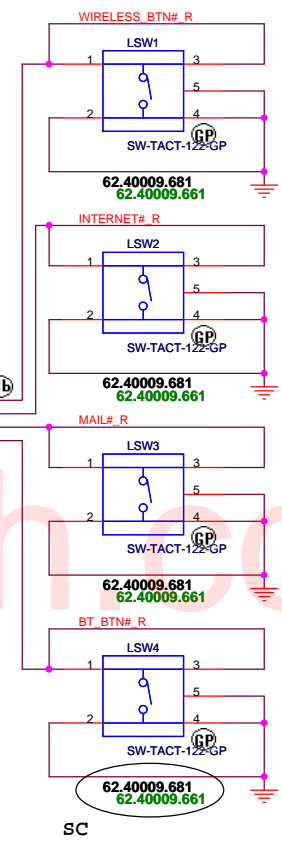 WIRELESS_BTN#_R
LSW1
1 3
5
2 4
GP
SW-TACT-122-GP
62.40009.681
62.40009.661
INTERNET#_R
LSW2
1 3
5
2 4
GP
SW-TACT-122-GP
62.40009.681
62.40009.661
MAIL#_R
LSW3
1 3
5
2 4
GP
SW-TACT-122-GP
62.40009.681
62.40009.661
h.co
BT_BTN#_R
LSW4
1 3
5
2 4
GP
SW-TACT-122-GP
62.40009.681
62.40009.661
SC